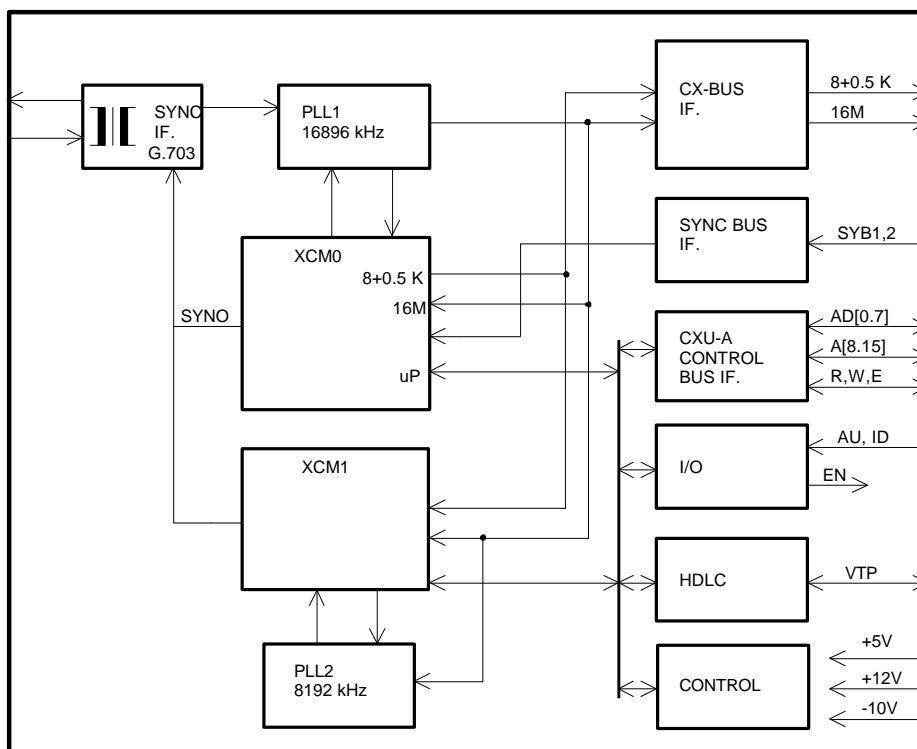 SYNC
IF.
G.703
PLL1
16896 kHz
CX-BUS
IF.
8+0.5 K
16M
SYNC BUS
IF.
SYB1,2
XCM0
8+0.5 K
16M
uP
SYNO
CXU-A
CONTROL
BUS IF.
AD[0.7]
A[8.15]
R,W,E
I/O
AU, ID
EN
XCM1
HDLC
VTP
PLL2
8192 kHz
CONTROL
+5V
+12V
-10V